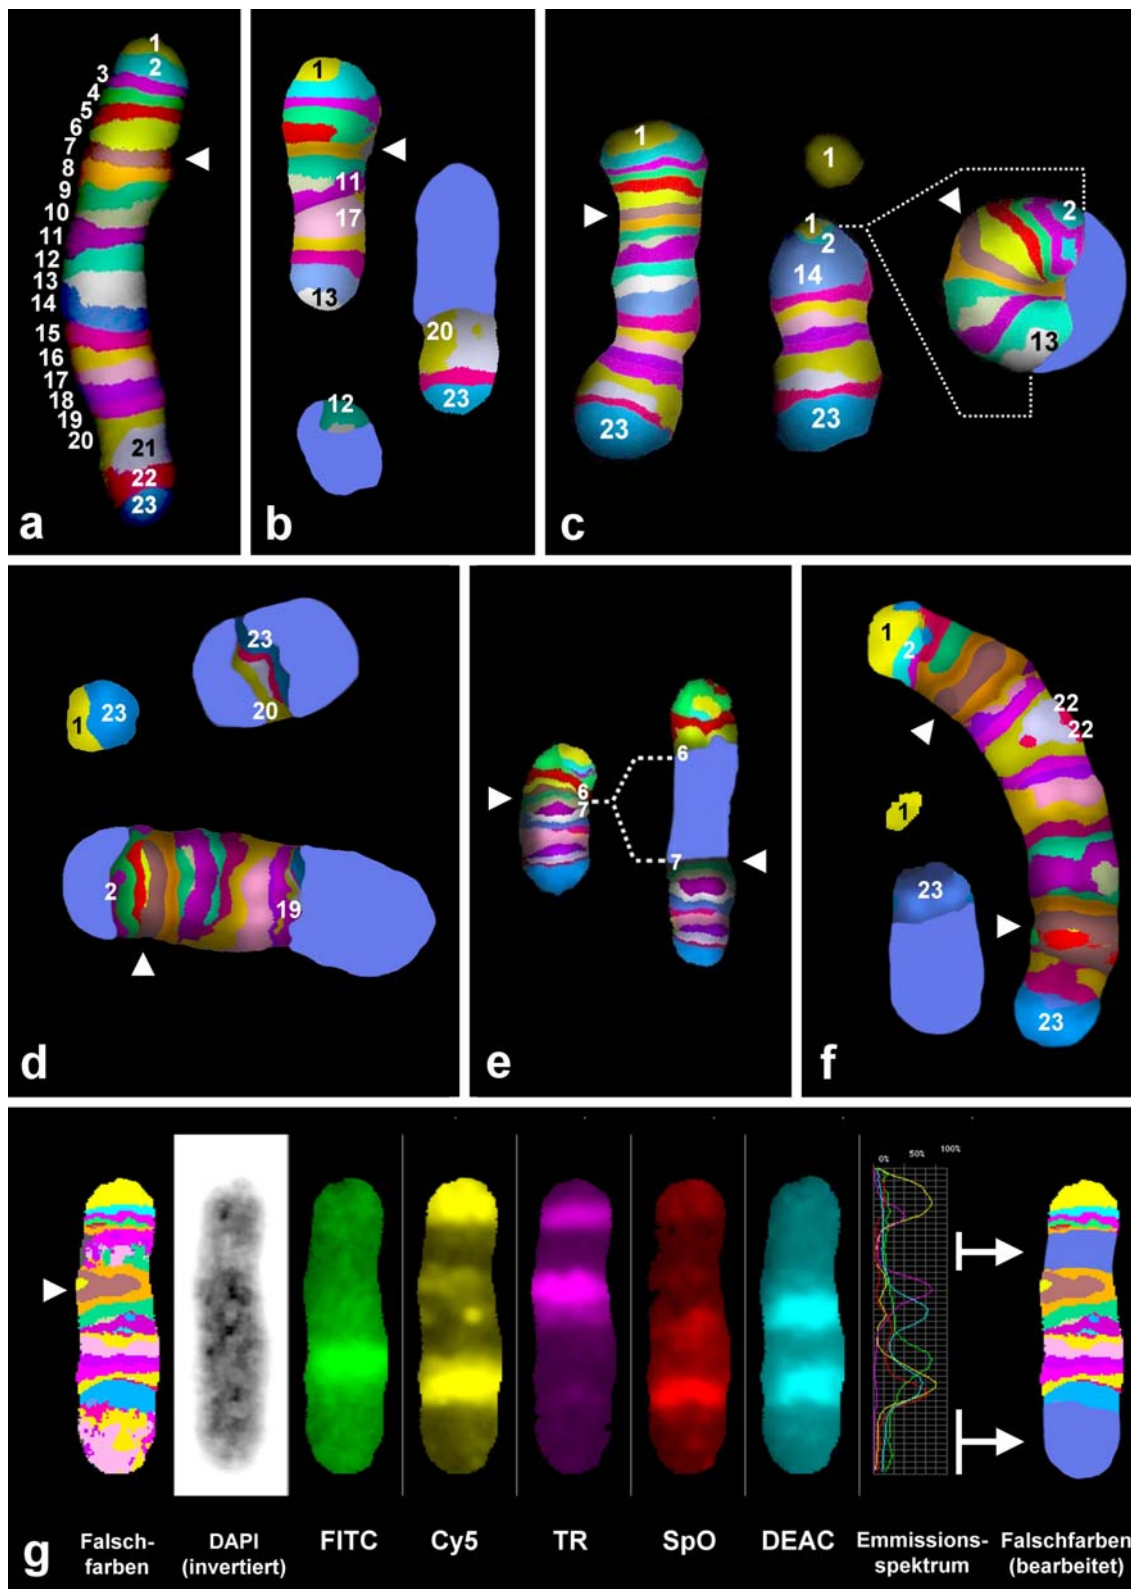 1
2
3
4
5
6
7
8
9
10
11
12
13
14
15
16
17
18
19
20
21
22
23
a
1
11
17
13
20
23
12
b
1
23
1
1
2
14
23
2
13
c
23
20
1
23
2
19
d
6
7
6
7
e
1
2
22
22
1
23
23
f
0%
50%
100%
g
Falsch-
farben
DAPI
(invertiert)
FITC
Cy5
TR
SpO
DEAC
Emmissions-
spektrum
Falschfarben
(bearbeitet)